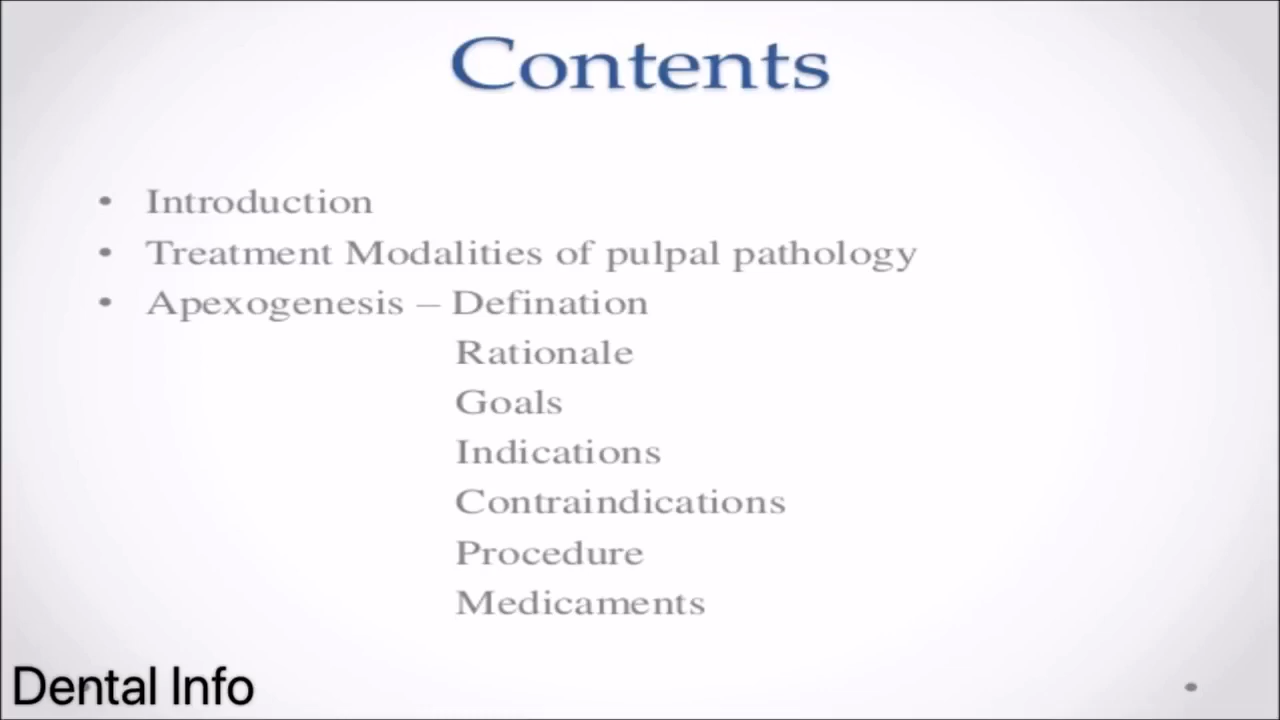 Contents
• Introduction
• Treatment Modalities of pulpal pathology
• Apexogenesis – Defination
Rationale
Goals
Indications
Contraindications
Procedure
Medicaments
Dental Info